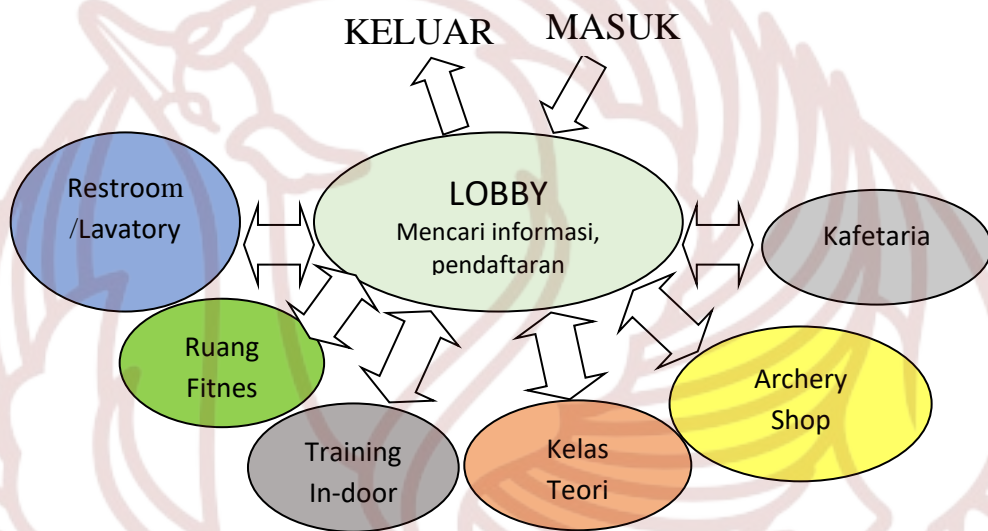 KELUAR
MASUK
LOBBY
Mencari informasi,
pendaftaran
Restroom
/Lavatory
Kafetaria
Ruang
Fitnes
Archery
Shop
Training
In-door
Kelas
Teori